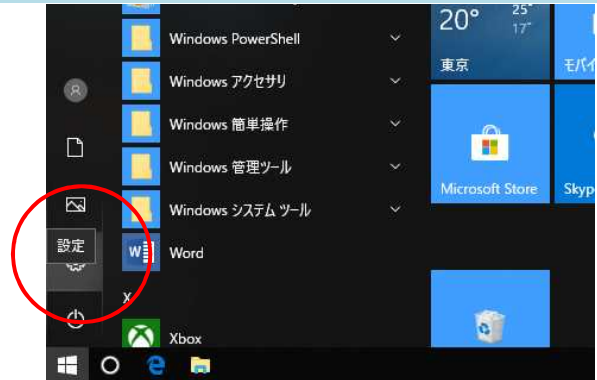 Windows PowerShell
Windows アクセサリ
Windows 簡単操作
Windows 管理ツール
Windows システム ツール
設定
Word
X
Xbox
20°
25°
17°
東京
Microsoft Store